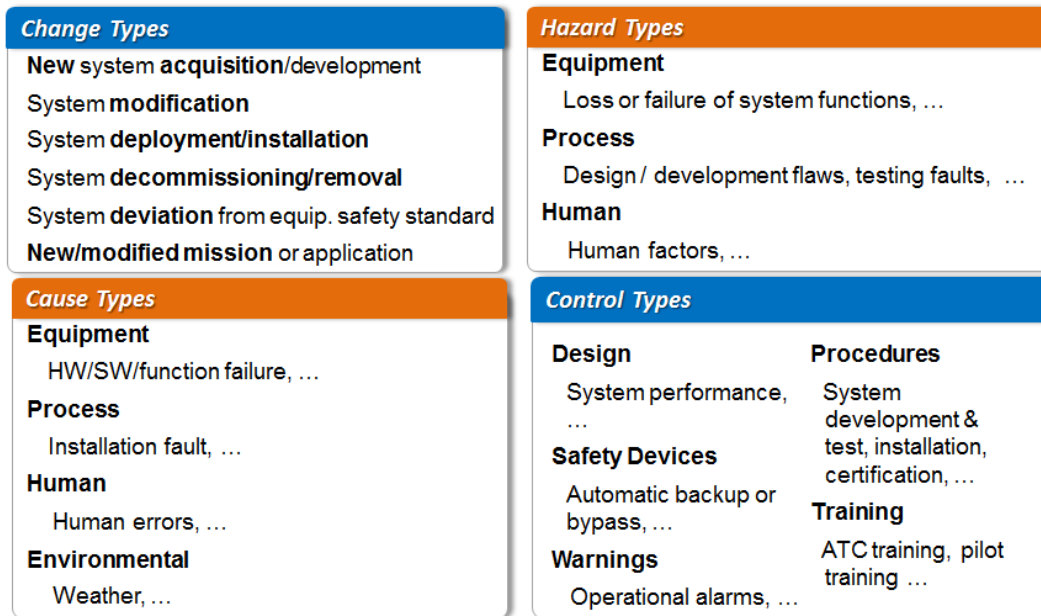 Change Types
New system acquisition/development
System modification
System deployment/installation
System decommissioning/removal
System deviation from equip. safety standard
New/modified mission or application
Hazard Types
Equipment
Loss or failure of system functions, …
Process
Design / development flaws, testing faults, …
Human
Human factors, …
Cause Types
Equipment
HW/SW/function failure, …
Process
Installation fault, …
Human
Human errors, …
Environmental
Weather, …
Control Types
Design
System performance,
…
Safety Devices
Automatic backup or
bypass, …
Warnings
Operational alarms, …
Procedures
System
development &
test, installation,
certification, …
Training
ATC training, pilot
training …